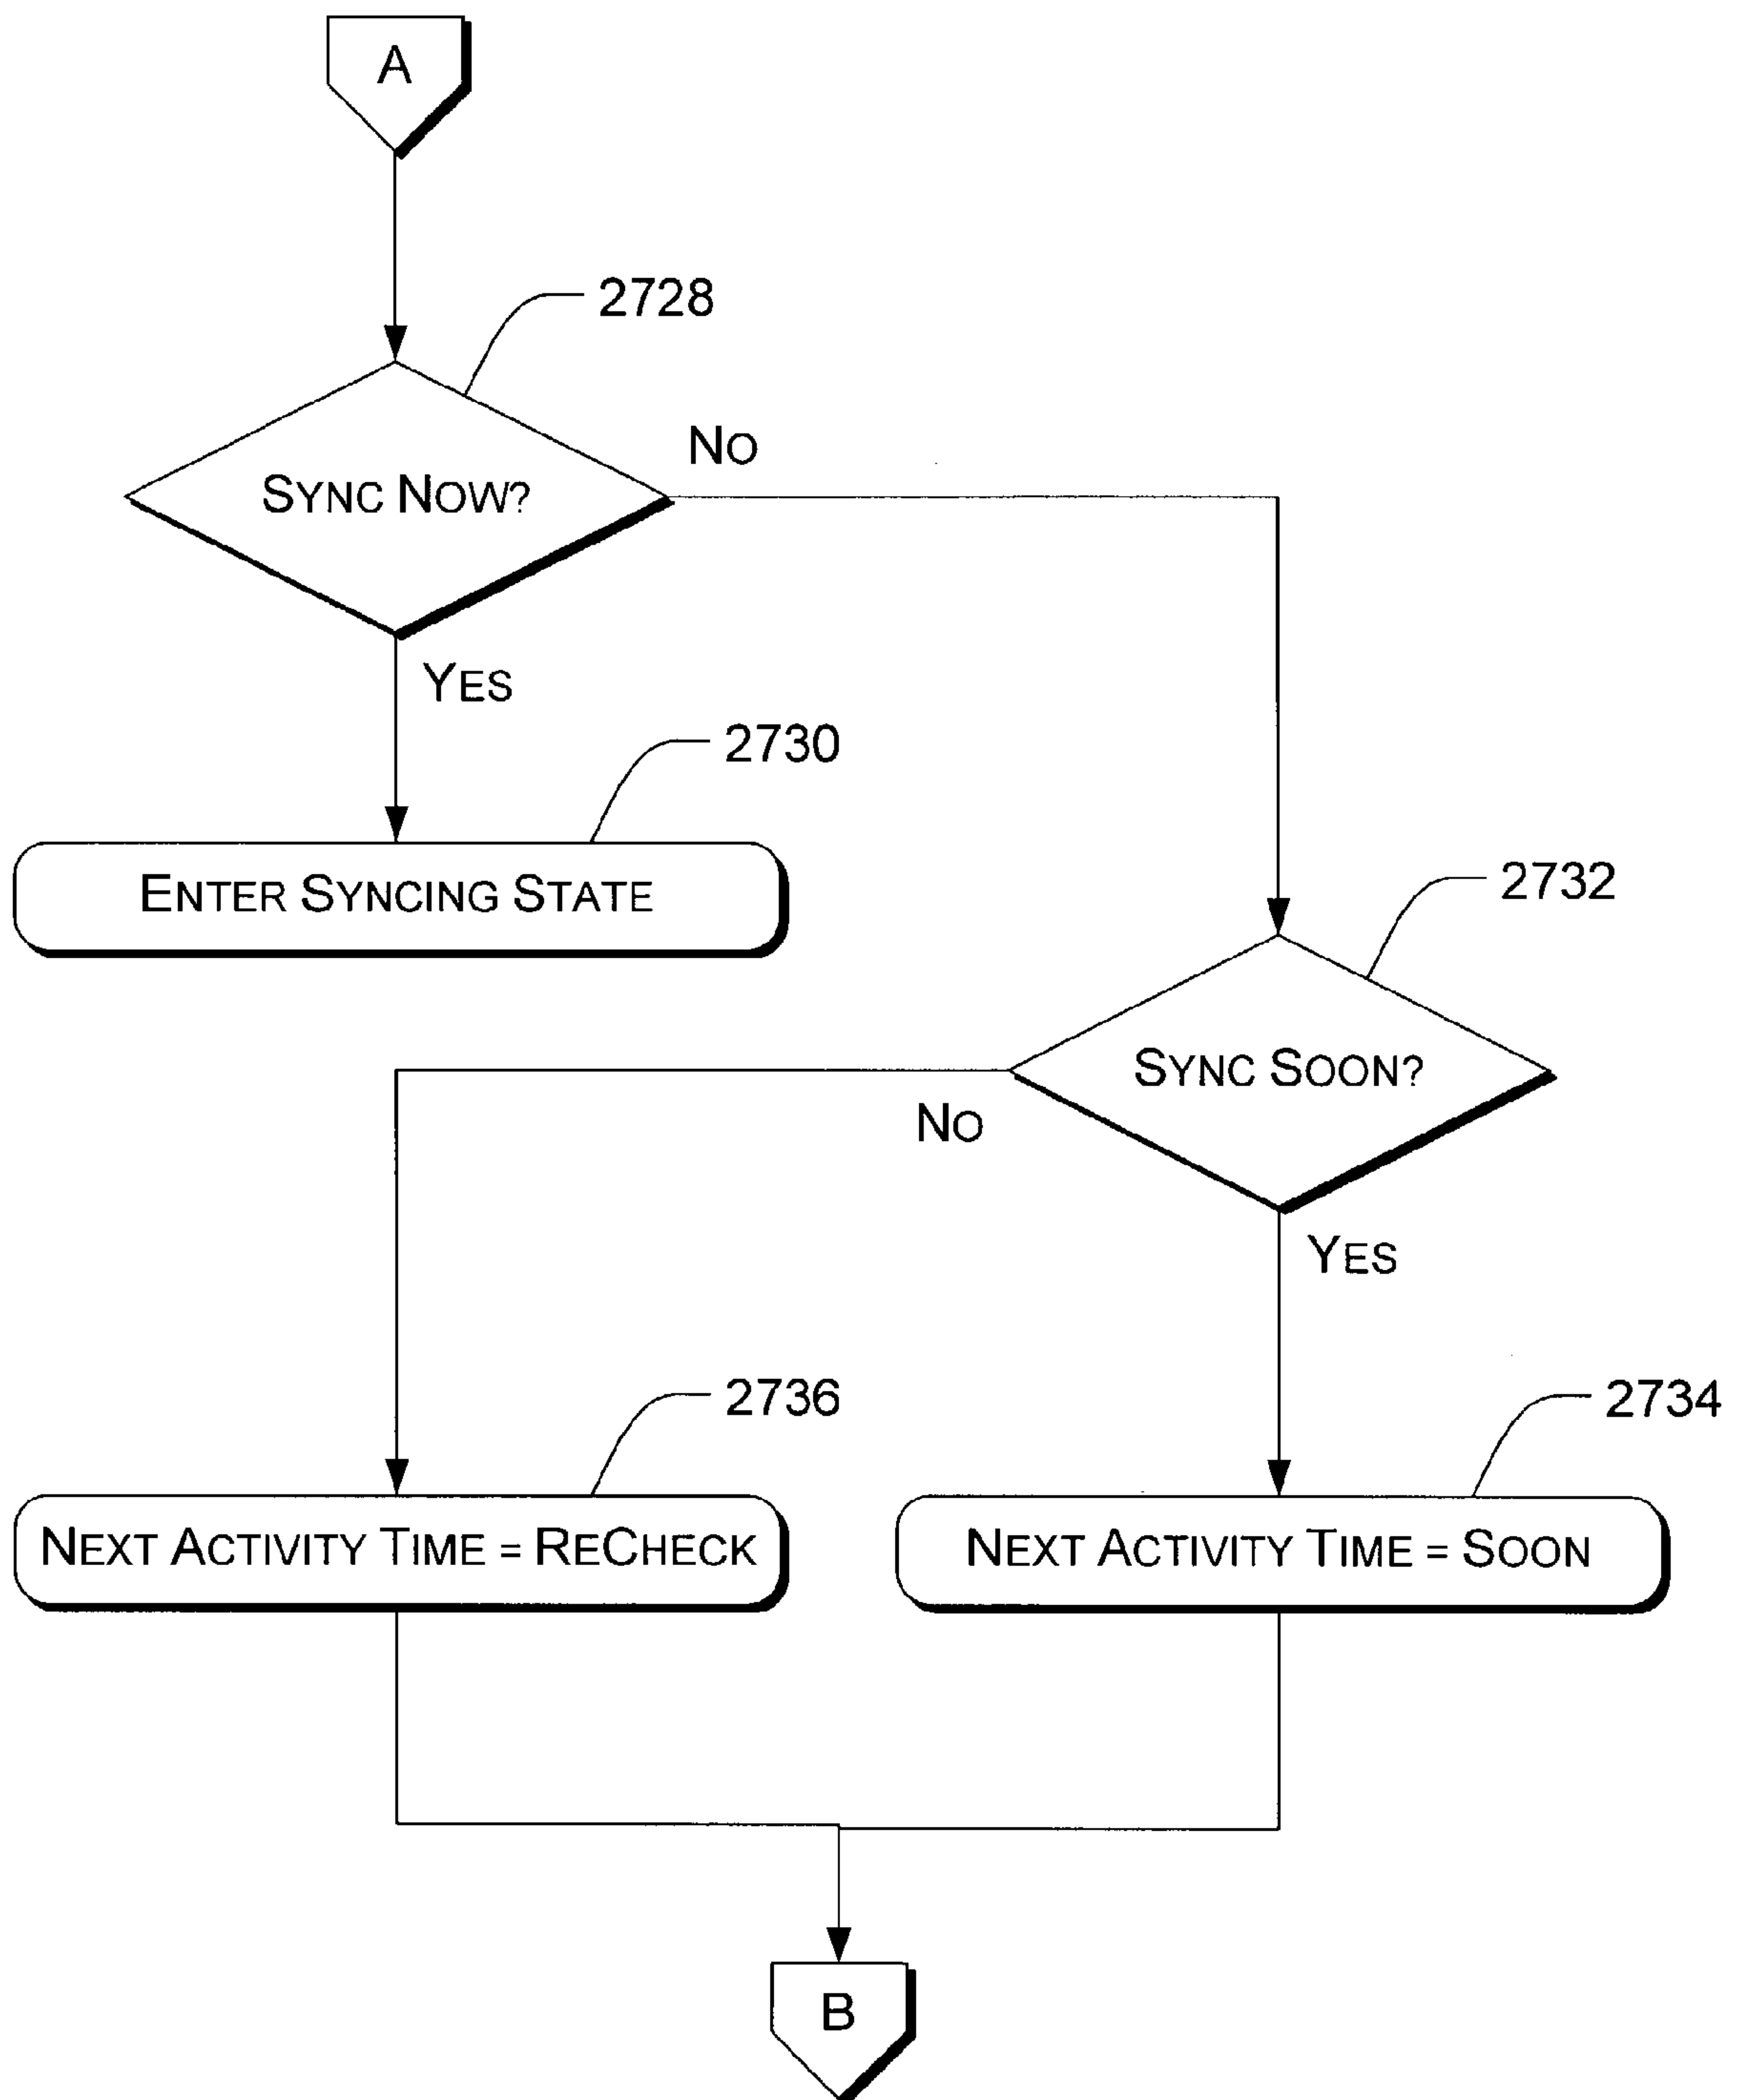 A
2728
No
Sync Now?
Yes
2730
Enter Syncing State
2732
Sync Soon?
No
Yes
2736
2734
Next Activity Time = ReCheck
Next Activity Time = Soon
B